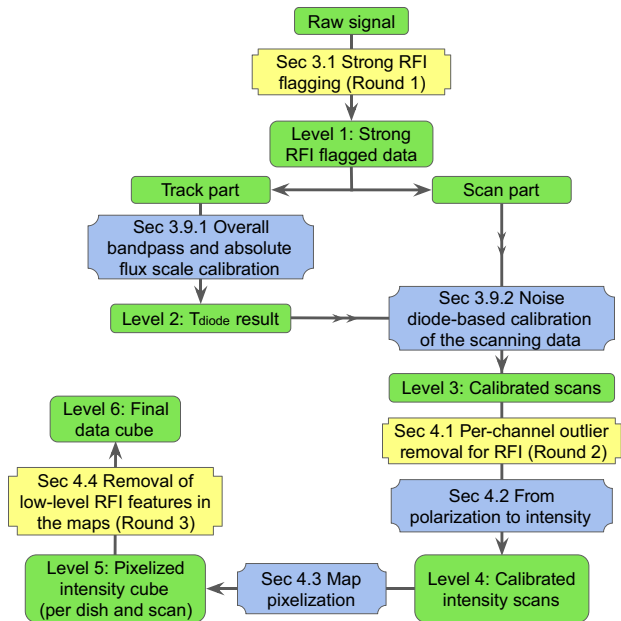 Raw signal
Sec 3.1 Strong RFI
flagging (Round 1)
Level 1: Strong
RFI flagged data
Track part
Scan part
Sec 3.9.1 Overall
bandpass and absolute
flux scale calibration
Level 2: Tdiode result
Sec 3.9.2 Noise
diode-based calibration
of the scanning data
Level 3: Calibrated scans
Sec 4.1 Per-channel outlier
removal for RFI (Round 2)
Sec 4.2 From
polarization to intensity
Level 4: Calibrated
intensity scans
Sec 4.3 Map
pixelization
Level 5: Pixelized
intensity cube
(per dish and scan)
Sec 4.4 Removal of
low-level RFI features in
the maps (Round 3)
Level 6: Final
data cube